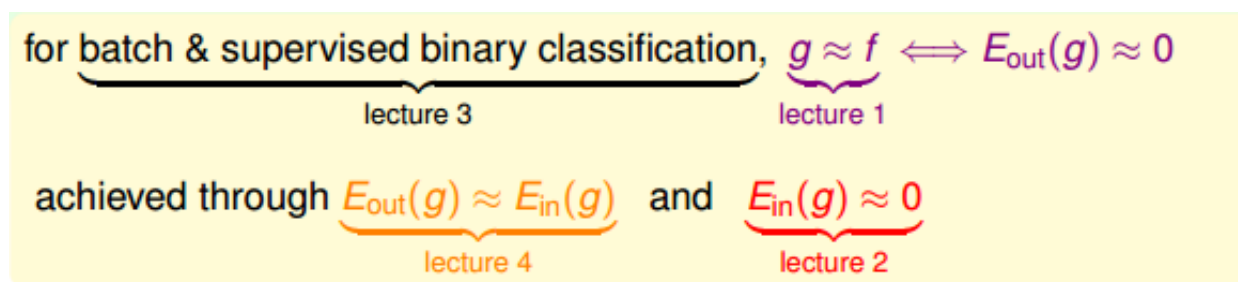 for batch & supervised binary classification, g ≈ f ⟺ E_out(g) ≈ 0
lecture 3 lecture 1
achieved through E_out(g) ≈ E_in(g) and E_in(g) ≈ 0
lecture 4 lecture 2